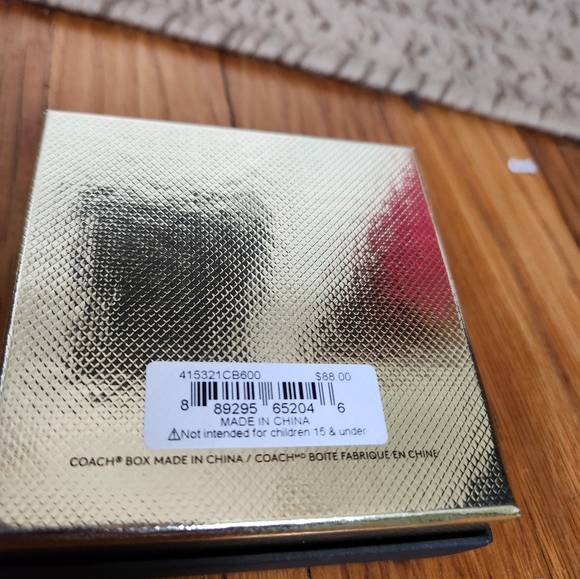 415321CB600 $88.00
8 89295 65204 6
MADE IN CHINA
⚠Not intended for children 15 & under
COACH® BOX MADE IN CHINA / COACHᴹᴰ BOITE FABRIQUÉ EN CHINE